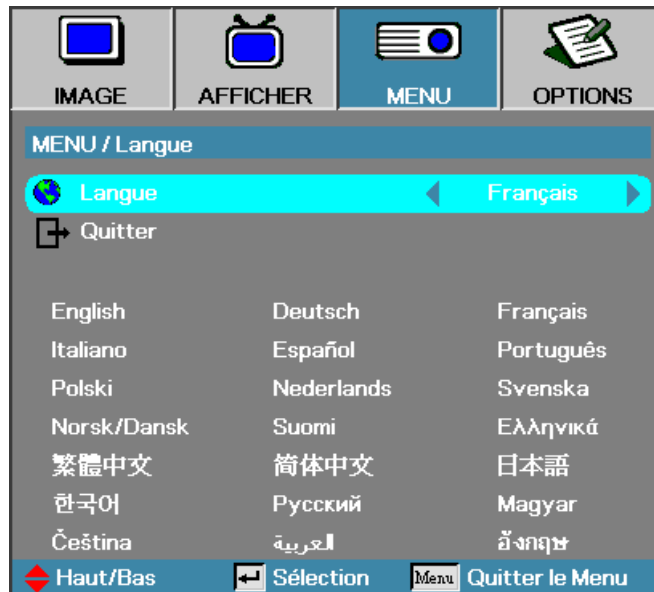 IMAGE AFFICHER MENU OPTIONS
MENU / Langue
Langue Français
Quitter
English Deutsch Français
Italiano Español Português
Polski Nederlands Svenska
Norsk/Dansk Suomi Ελληνικά
繁體中文 简体中文 日本語
한국어 Русский Magyar
Čeština العربية อังกฤษ
Haut/Bas Sélection Menu Quitter le Menu